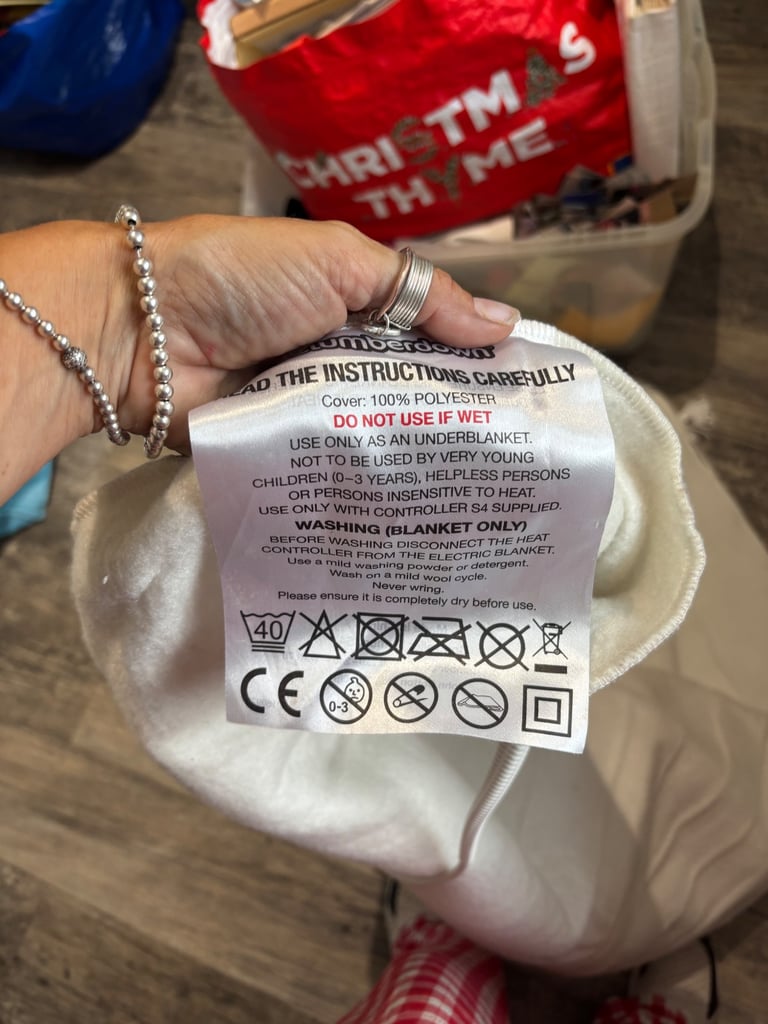 CHRISTMAS
THYME
slumberdown
READ THE INSTRUCTIONS CAREFULLY
Cover: 100% POLYESTER
DO NOT USE IF WET
USE ONLY AS AN UNDERBLANKET.
NOT TO BE USED BY VERY YOUNG
CHILDREN (0–3 YEARS), HELPLESS PERSONS
OR PERSONS INSENSITIVE TO HEAT.
USE ONLY WITH CONTROLLER S4 SUPPLIED.
WASHING (BLANKET ONLY)
BEFORE WASHING DISCONNECT THE HEAT
CONTROLLER FROM THE ELECTRIC BLANKET.
Use a mild washing powder or detergent.
Wash on a mild wool cycle.
Never wring.
Please ensure it is completely dry before use.
40
CE 0-3